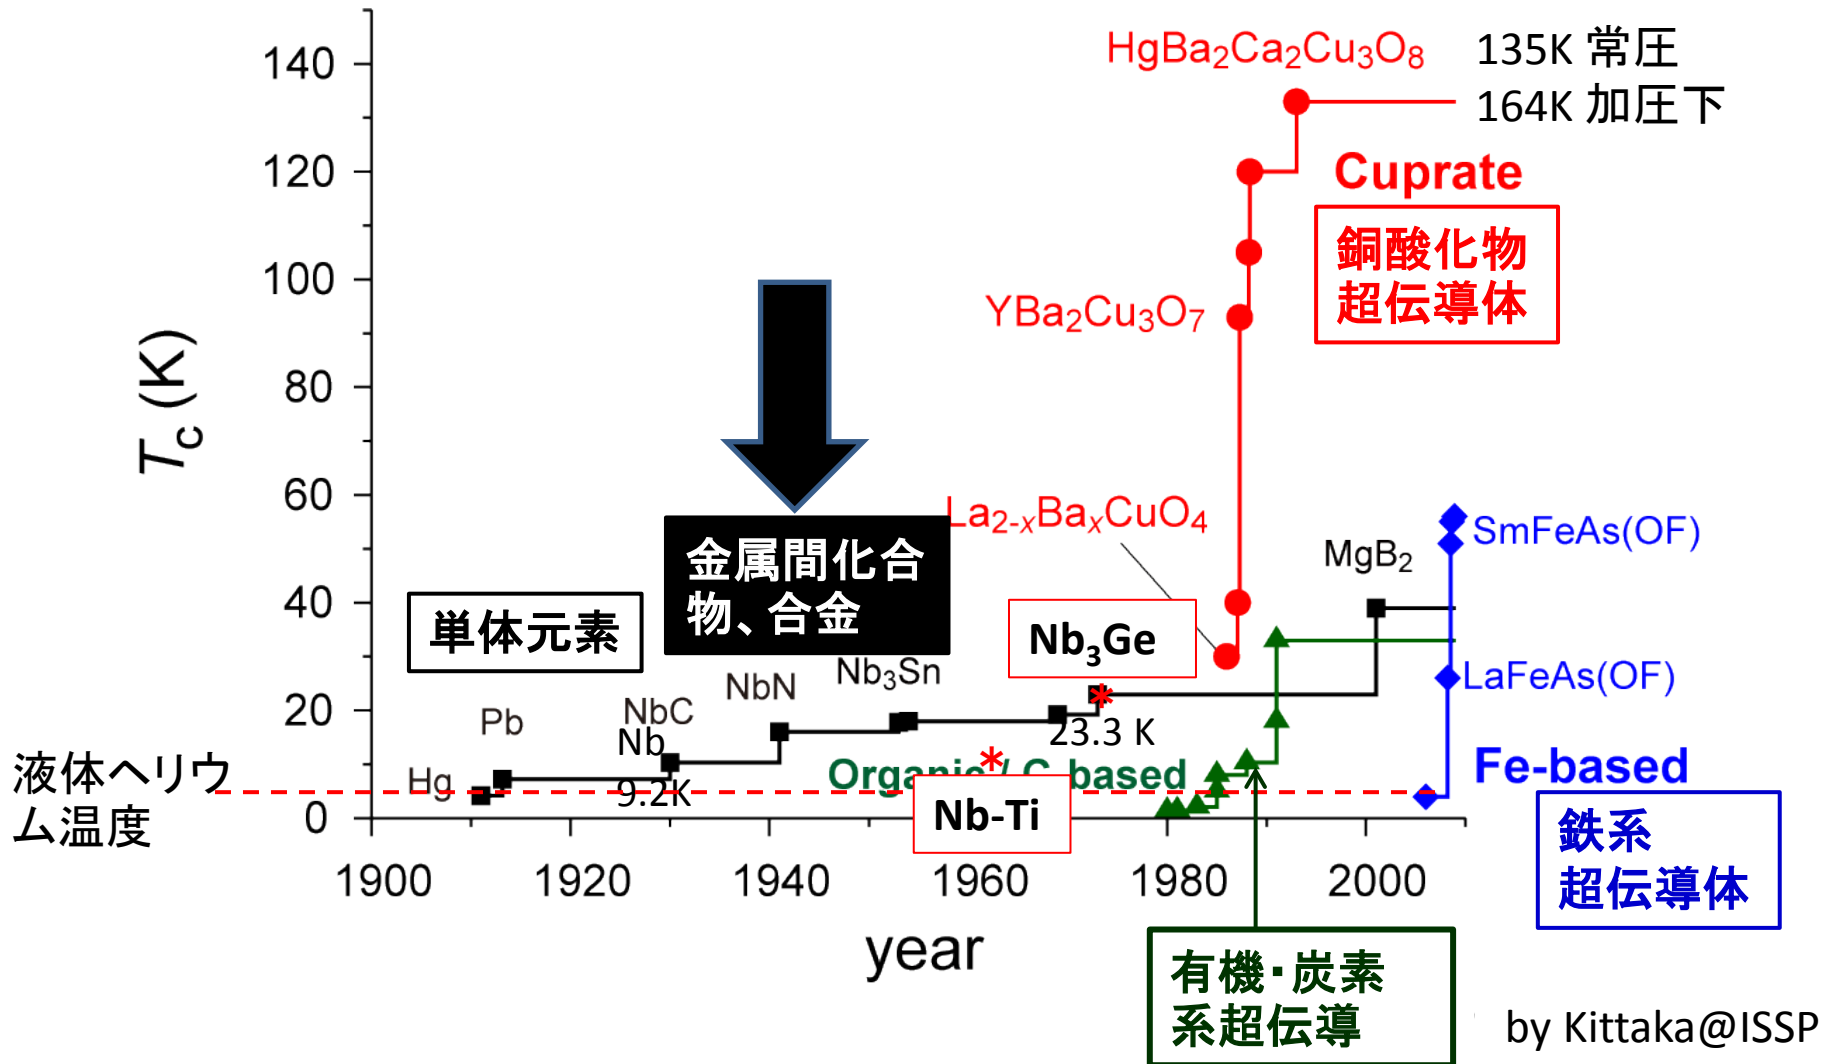 HgBa2Ca2Cu3O8
135K 常圧
164K 加圧下
140
120
100
80
60
40
20
0
Tc (K)
Cuprate
銅酸化物
超伝導体
YBa2Cu3O7
La2-xBaxCuO4
金属間化合
物、合金
単体元素
Nb3Ge
MgB2
SmFeAs(OF)
LaFeAs(OF)
Nb3Sn
NbN
NbC
Nb
9.2K
Pb
Hg
23.3 K
*
*
Organic / C based
Nb-Ti
Fe-based
鉄系
超伝導体
液体ヘリウ
ム温度
1900
1920
1940
1960
1980
2000
year
有機・炭素
系超伝導
by Kittaka@ISSP